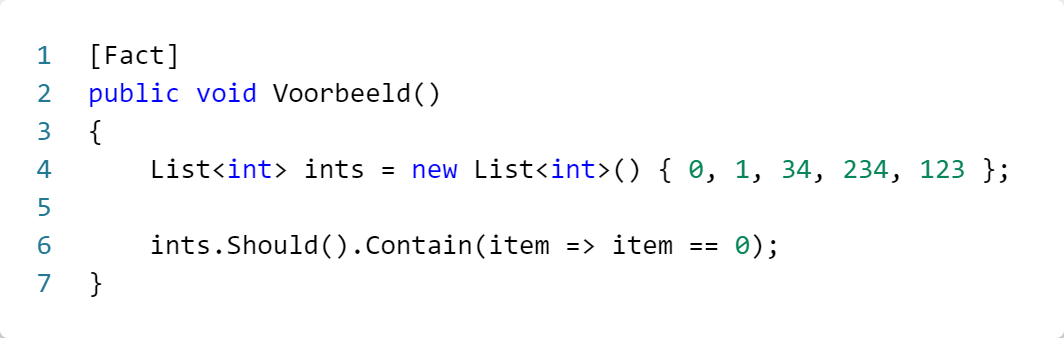 1 [Fact]
2 public void Voorbeeld()
3 {
4     List<int> ints = new List<int>() { 0, 1, 34, 234, 123 };
5
6     ints.Should().Contain(item => item == 0);
7 }